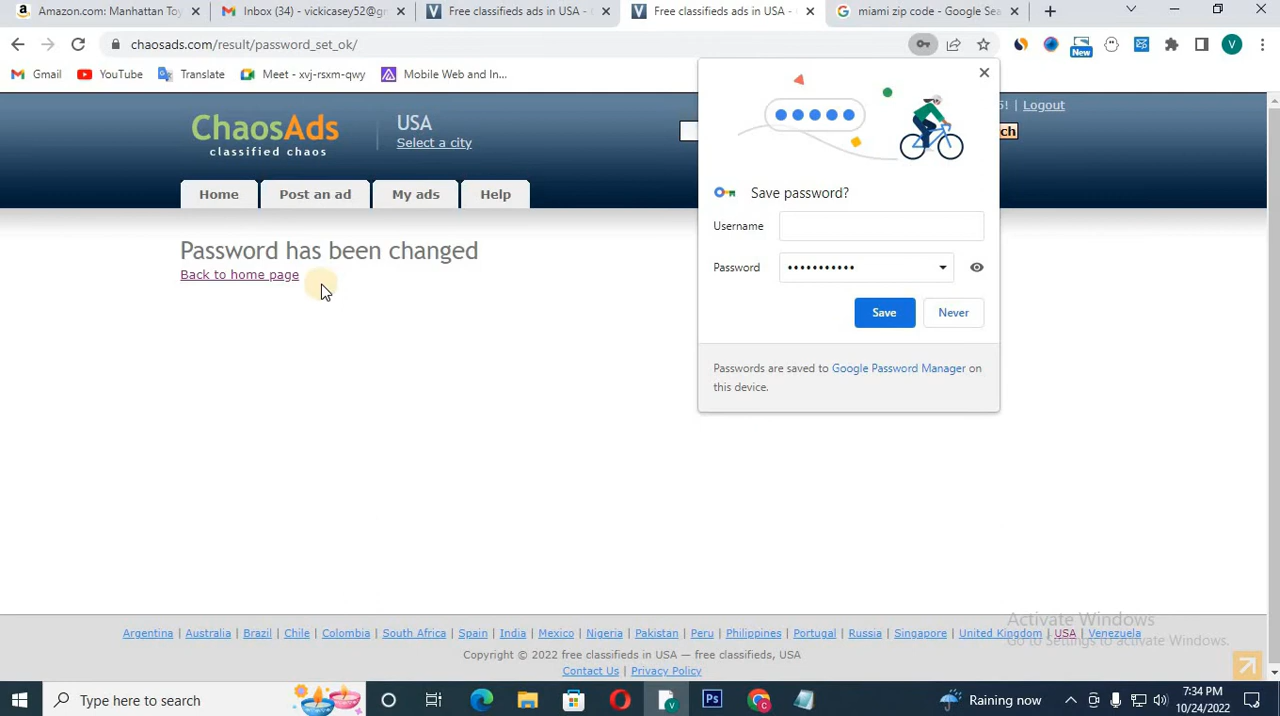 Amazon.com: Manhattan Toy
Inbox (34) - vickicasey52@g
Free classifieds ads in USA -
Free classifieds ads in USA -
miami zip code - Google Se
chaosads.com/result/password_set_ok/
New
V
Gmail
YouTube
Translate
Meet - xvj-rsxm-qwy
Mobile Web and In...
ChaosAds
classified chaos
USA
Select a city
! | Logout
ch
Home
Post an ad
My ads
Help
Password has been changed
Back to home page
Save password?
Username
Password •••••••••••
Save
Never
Passwords are saved to Google Password Manager on
this device.
Activate Windows
Go to Settings to activate Windows.
Argentina | Australia | Brazil | Chile | Colombia | South Africa | Spain | India | Mexico | Nigeria | Pakistan | Peru | Philippines | Portugal | Russia | Singapore | United Kingdom | USA | Venezuela
Copyright © 2022 free classifieds in USA — free classifieds, USA
Contact Us | Privacy Policy
Type here to search
Ps
Raining now
7:34 PM
10/24/2022